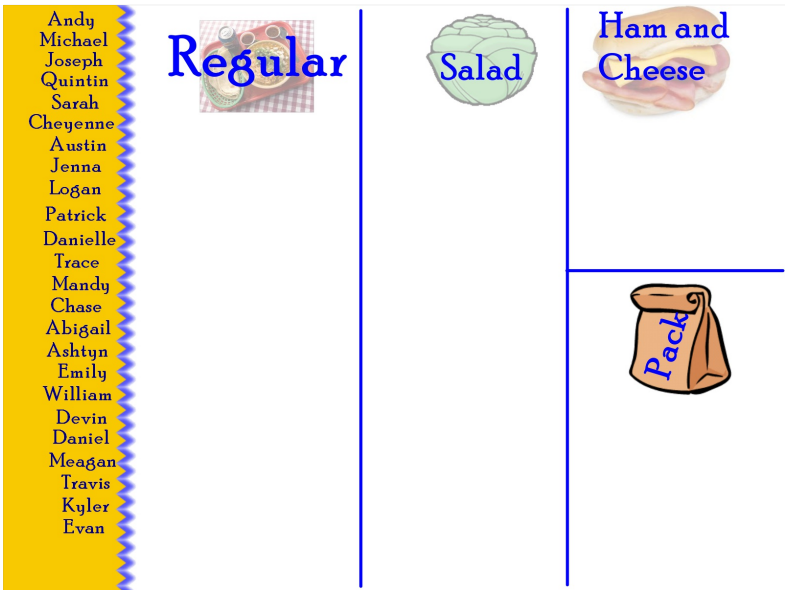 Andy
Michael
Joseph
Quintin
Sarah
Cheyenne
Austin
Jenna
Logan
Patrick
Danielle
Trace
Mandy
Chase
Abigail
Ashtyn
Emily
William
Devin
Daniel
Meagan
Travis
Kyler
Evan
Regular
Salad
Ham and
Cheese
Pack